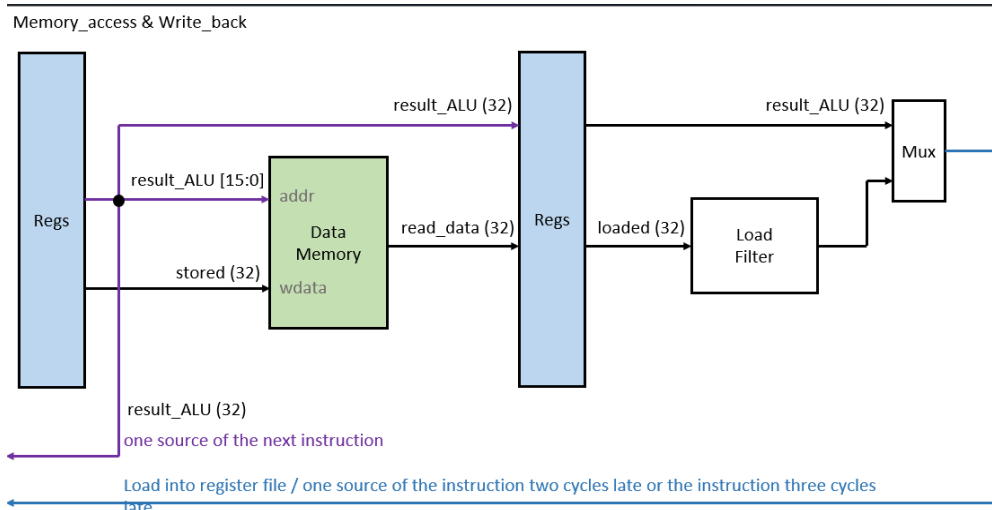 Memory_access & Write_back
result_ALU (32)
result_ALU (32)
Mux
result_ALU [15:0]
addr
Regs
Data
Memory
read_data (32)
Regs
loaded (32)
Load
Filter
stored (32)
wdata
result_ALU (32)
one source of the next instruction
Load into register file / one source of the instruction two cycles late or the instruction three cycles
late